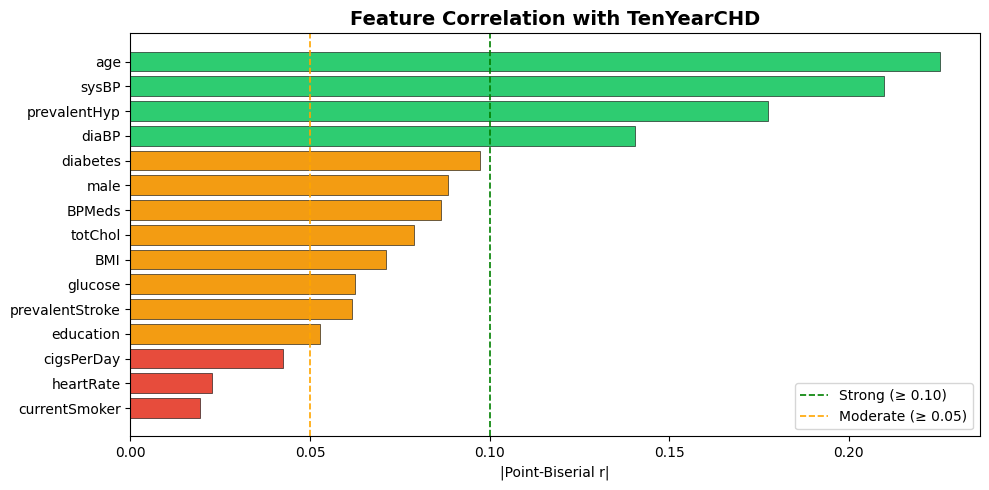 Feature Correlation with TenYearCHD
age
sysBP
prevalentHyp
diaBP
diabetes
male
BPMeds
totChol
BMI
glucose
prevalentStroke
education
cigsPerDay
heartRate
currentSmoker
Strong (≥ 0.10)
Moderate (≥ 0.05)
0.00 0.05 0.10 0.15 0.20
|Point-Biserial r|